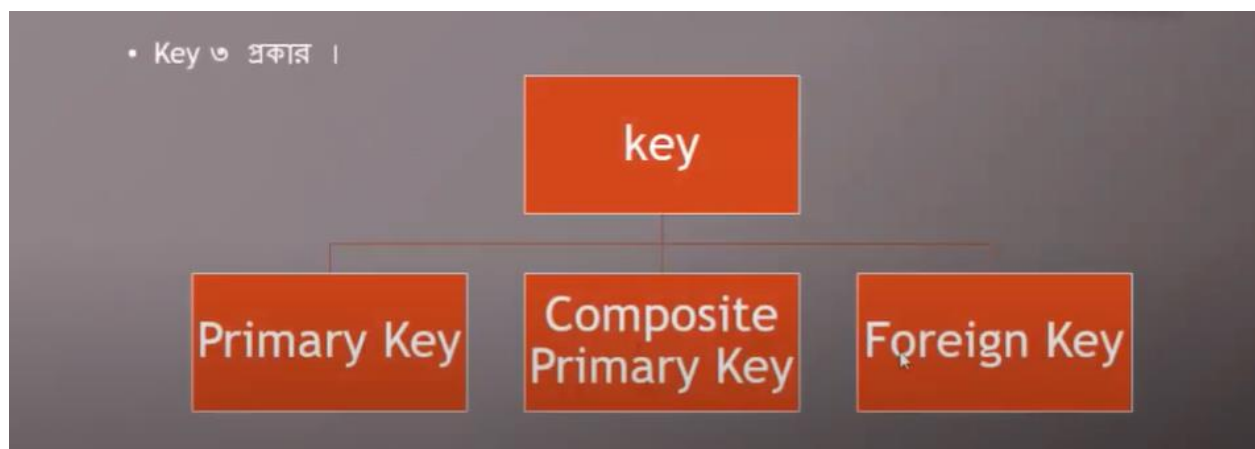 • Key ৩ প্রকার ।
key
Primary Key
Composite
Primary Key
Foreign Key